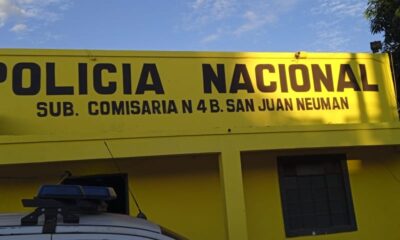 POLICIA NACIONAL
SUB. COMISARIA N 4 B. SAN JUAN NEUMAN